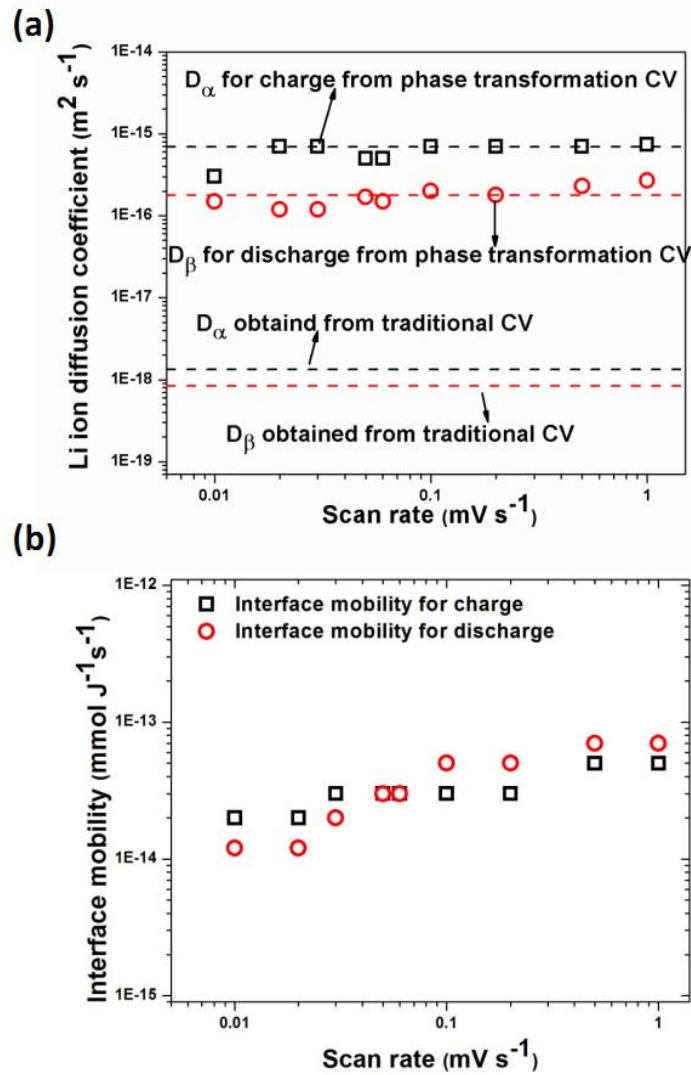 (a)
Li ion diffusion coefficient (m² s⁻¹)
1E-14
1E-15
1E-16
1E-17
1E-18
1E-19
Dα for charge from phase transformation CV
Dβ for discharge from phase transformation CV
Dα obtaind from traditional CV
Dβ obtained from traditional CV
0.01
0.1
1
Scan rate (mV s⁻¹)
(b)
Interface mobility (mmol J⁻¹s⁻¹)
1E-12
1E-13
1E-14
1E-15
Interface mobility for charge
Interface mobility for discharge
0.01
0.1
1
Scan rate (mV s⁻¹)